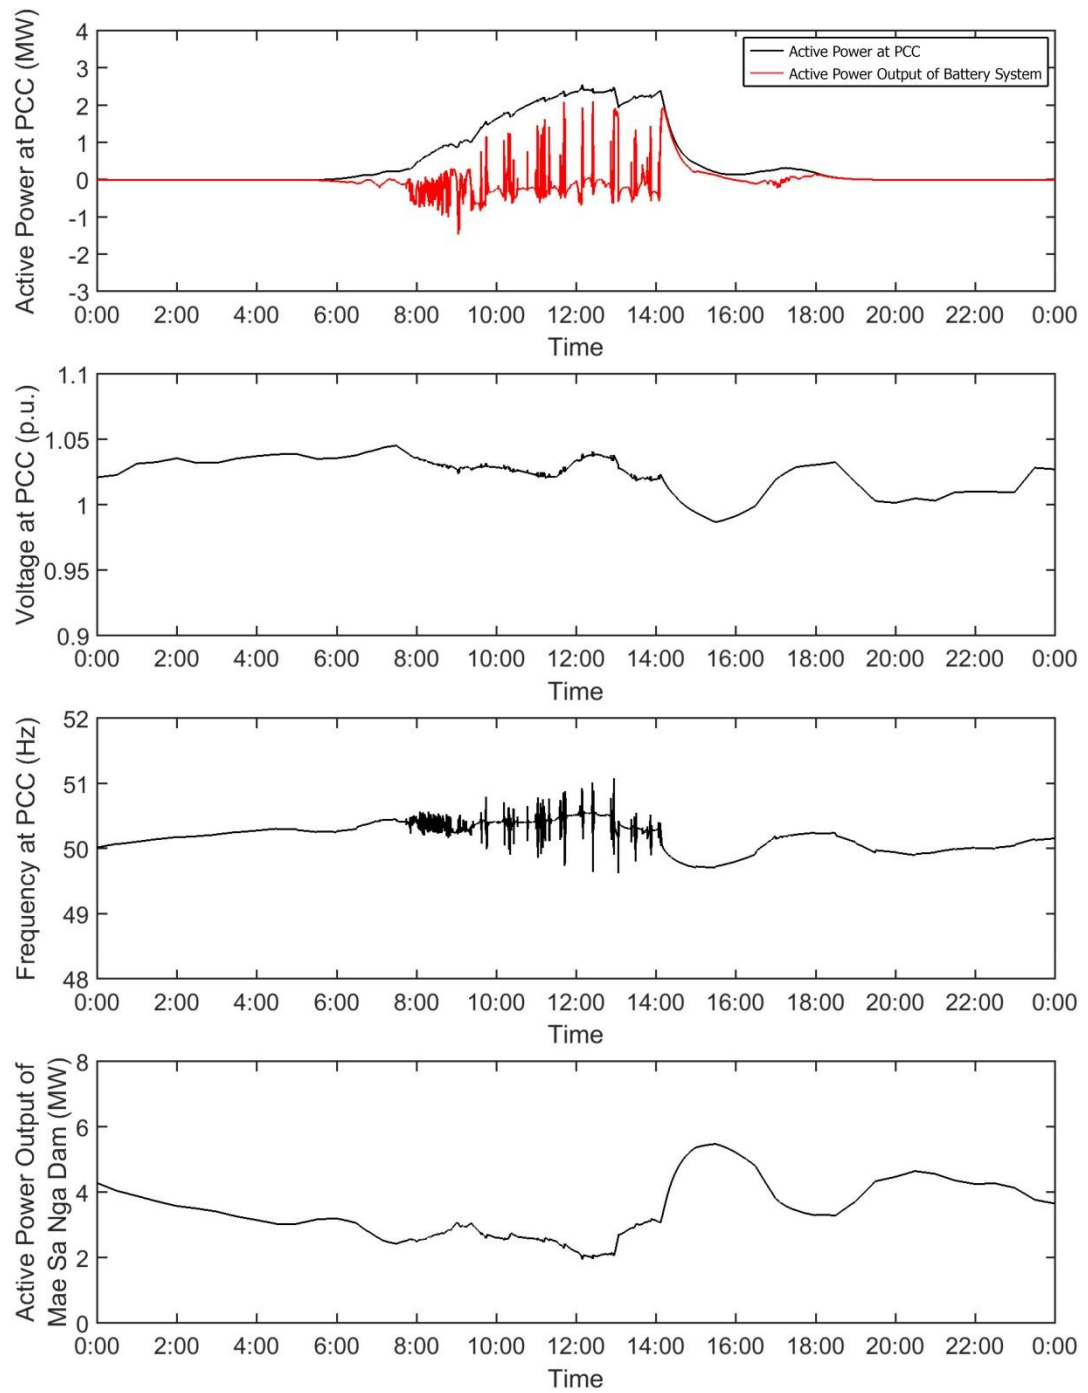 Active Power at PCC (MW)
4
3
2
1
0
-1
-2
-3
Active Power at PCC
Active Power Output of Battery System
0:00 2:00 4:00 6:00 8:00 10:00 12:00 14:00 16:00 18:00 20:00 22:00 0:00
Time
Voltage at PCC (p.u.)
1.1
1.05
1
0.95
0.9
0:00 2:00 4:00 6:00 8:00 10:00 12:00 14:00 16:00 18:00 20:00 22:00 0:00
Time
Frequency at PCC (Hz)
52
51
50
49
48
0:00 2:00 4:00 6:00 8:00 10:00 12:00 14:00 16:00 18:00 20:00 22:00 0:00
Time
Active Power Output of
Mae Sa Nga Dam (MW)
8
6
4
2
0
0:00 2:00 4:00 6:00 8:00 10:00 12:00 14:00 16:00 18:00 20:00 22:00 0:00
Time